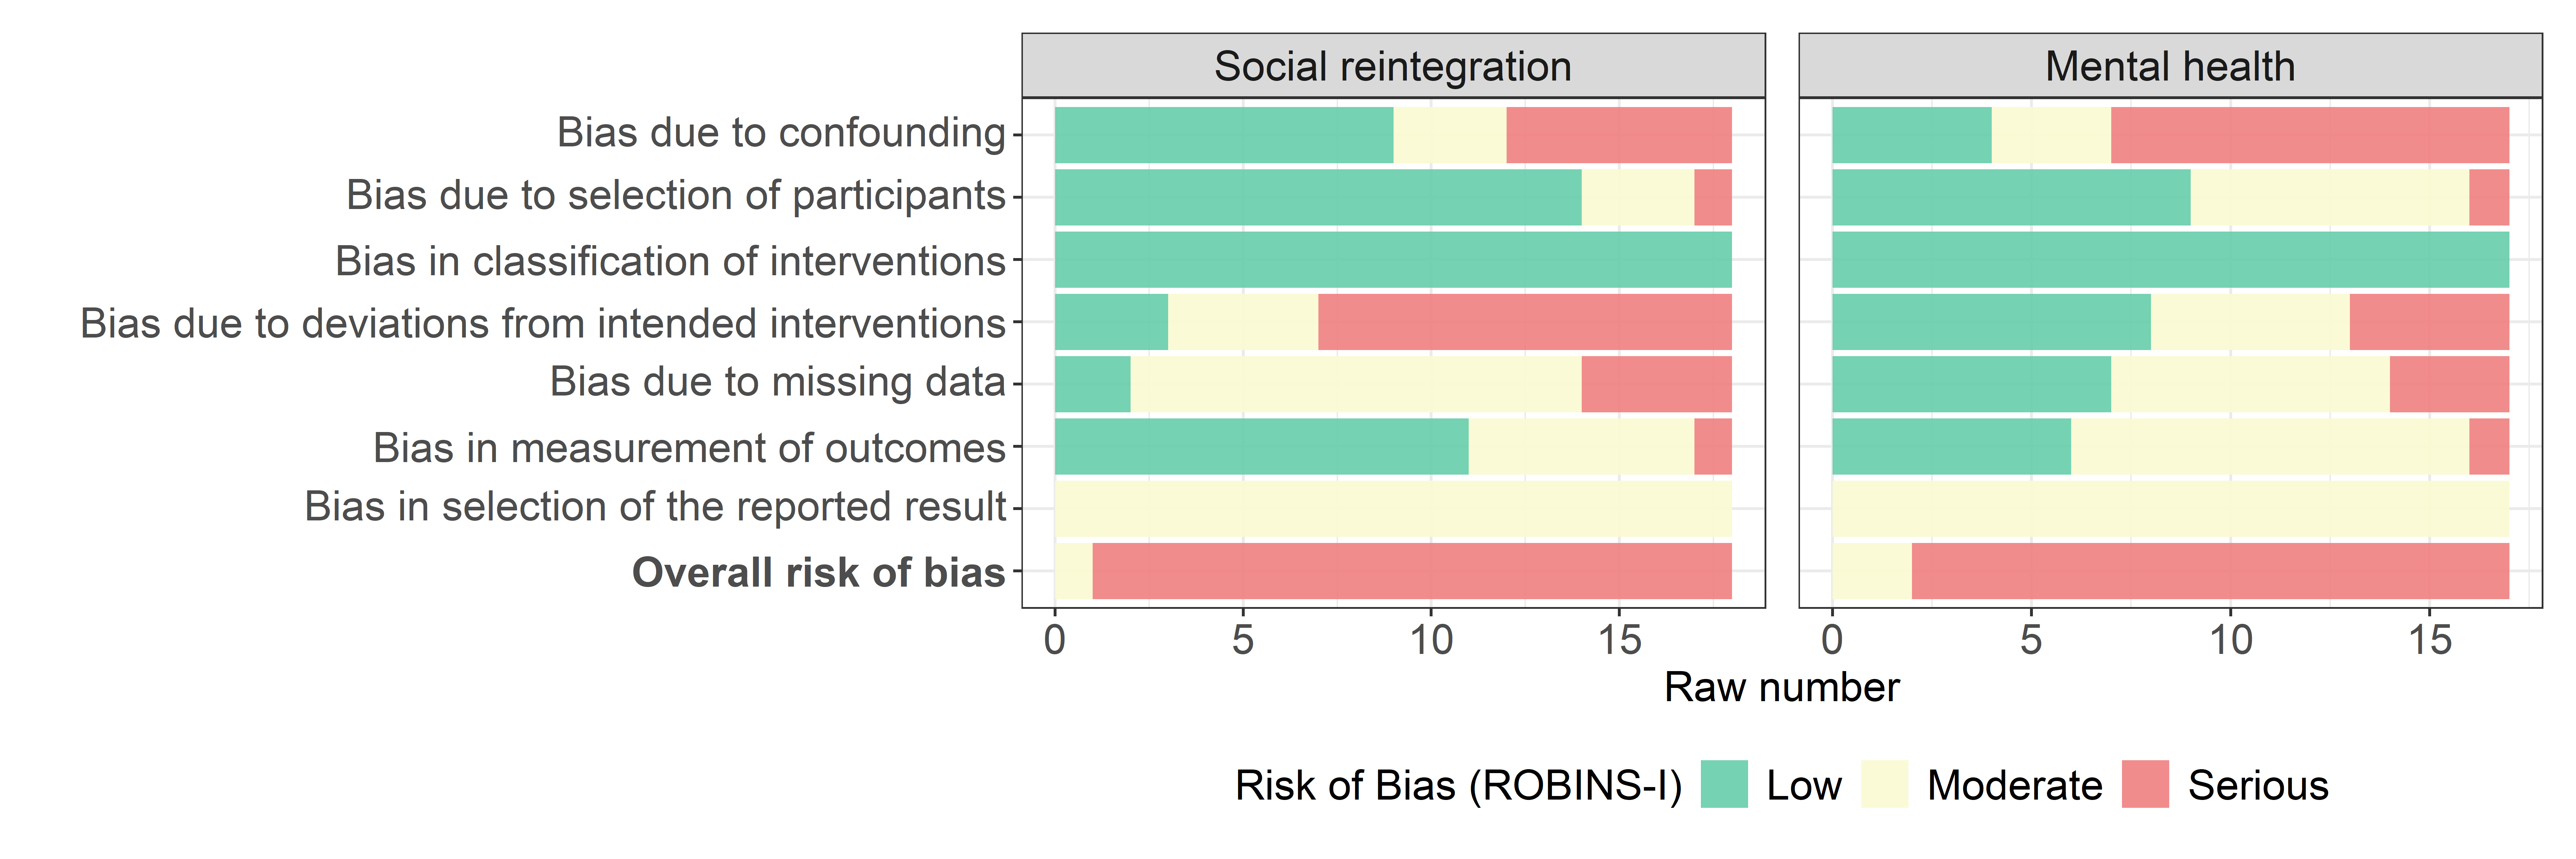 Social reintegration
Mental health
Bias due to confounding
Bias due to selection of participants
Bias in classification of interventions
Bias due to deviations from intended interventions
Bias due to missing data
Bias in measurement of outcomes
Bias in selection of the reported result
Overall risk of bias
0 5 10 15
0 5 10 15
Raw number
Risk of Bias (ROBINS-I) Low Moderate Serious